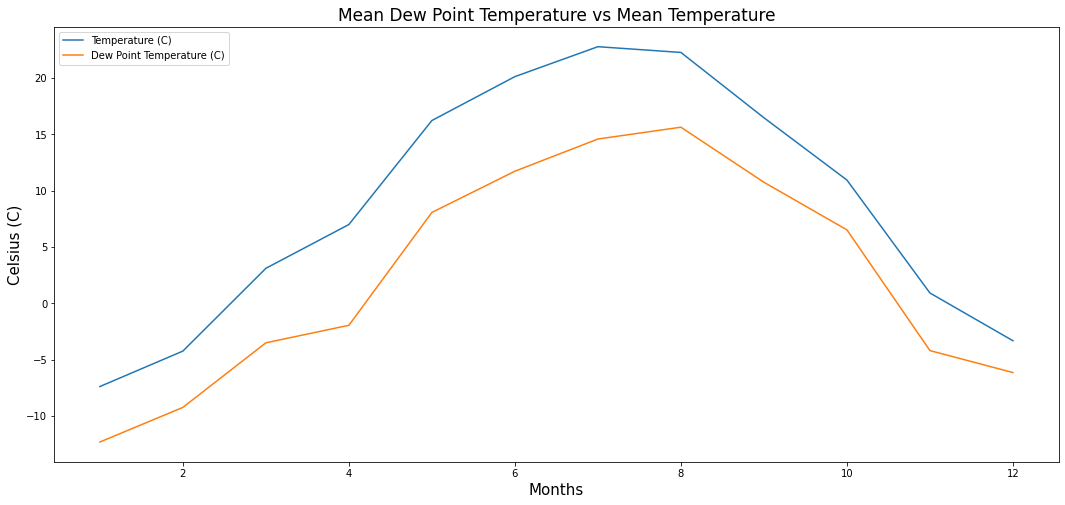 Mean Dew Point Temperature vs Mean Temperature
Temperature (C)
Dew Point Temperature (C)
20
15
10
5
0
−5
−10
Celsius (C)
2 4 6 8 10 12
Months